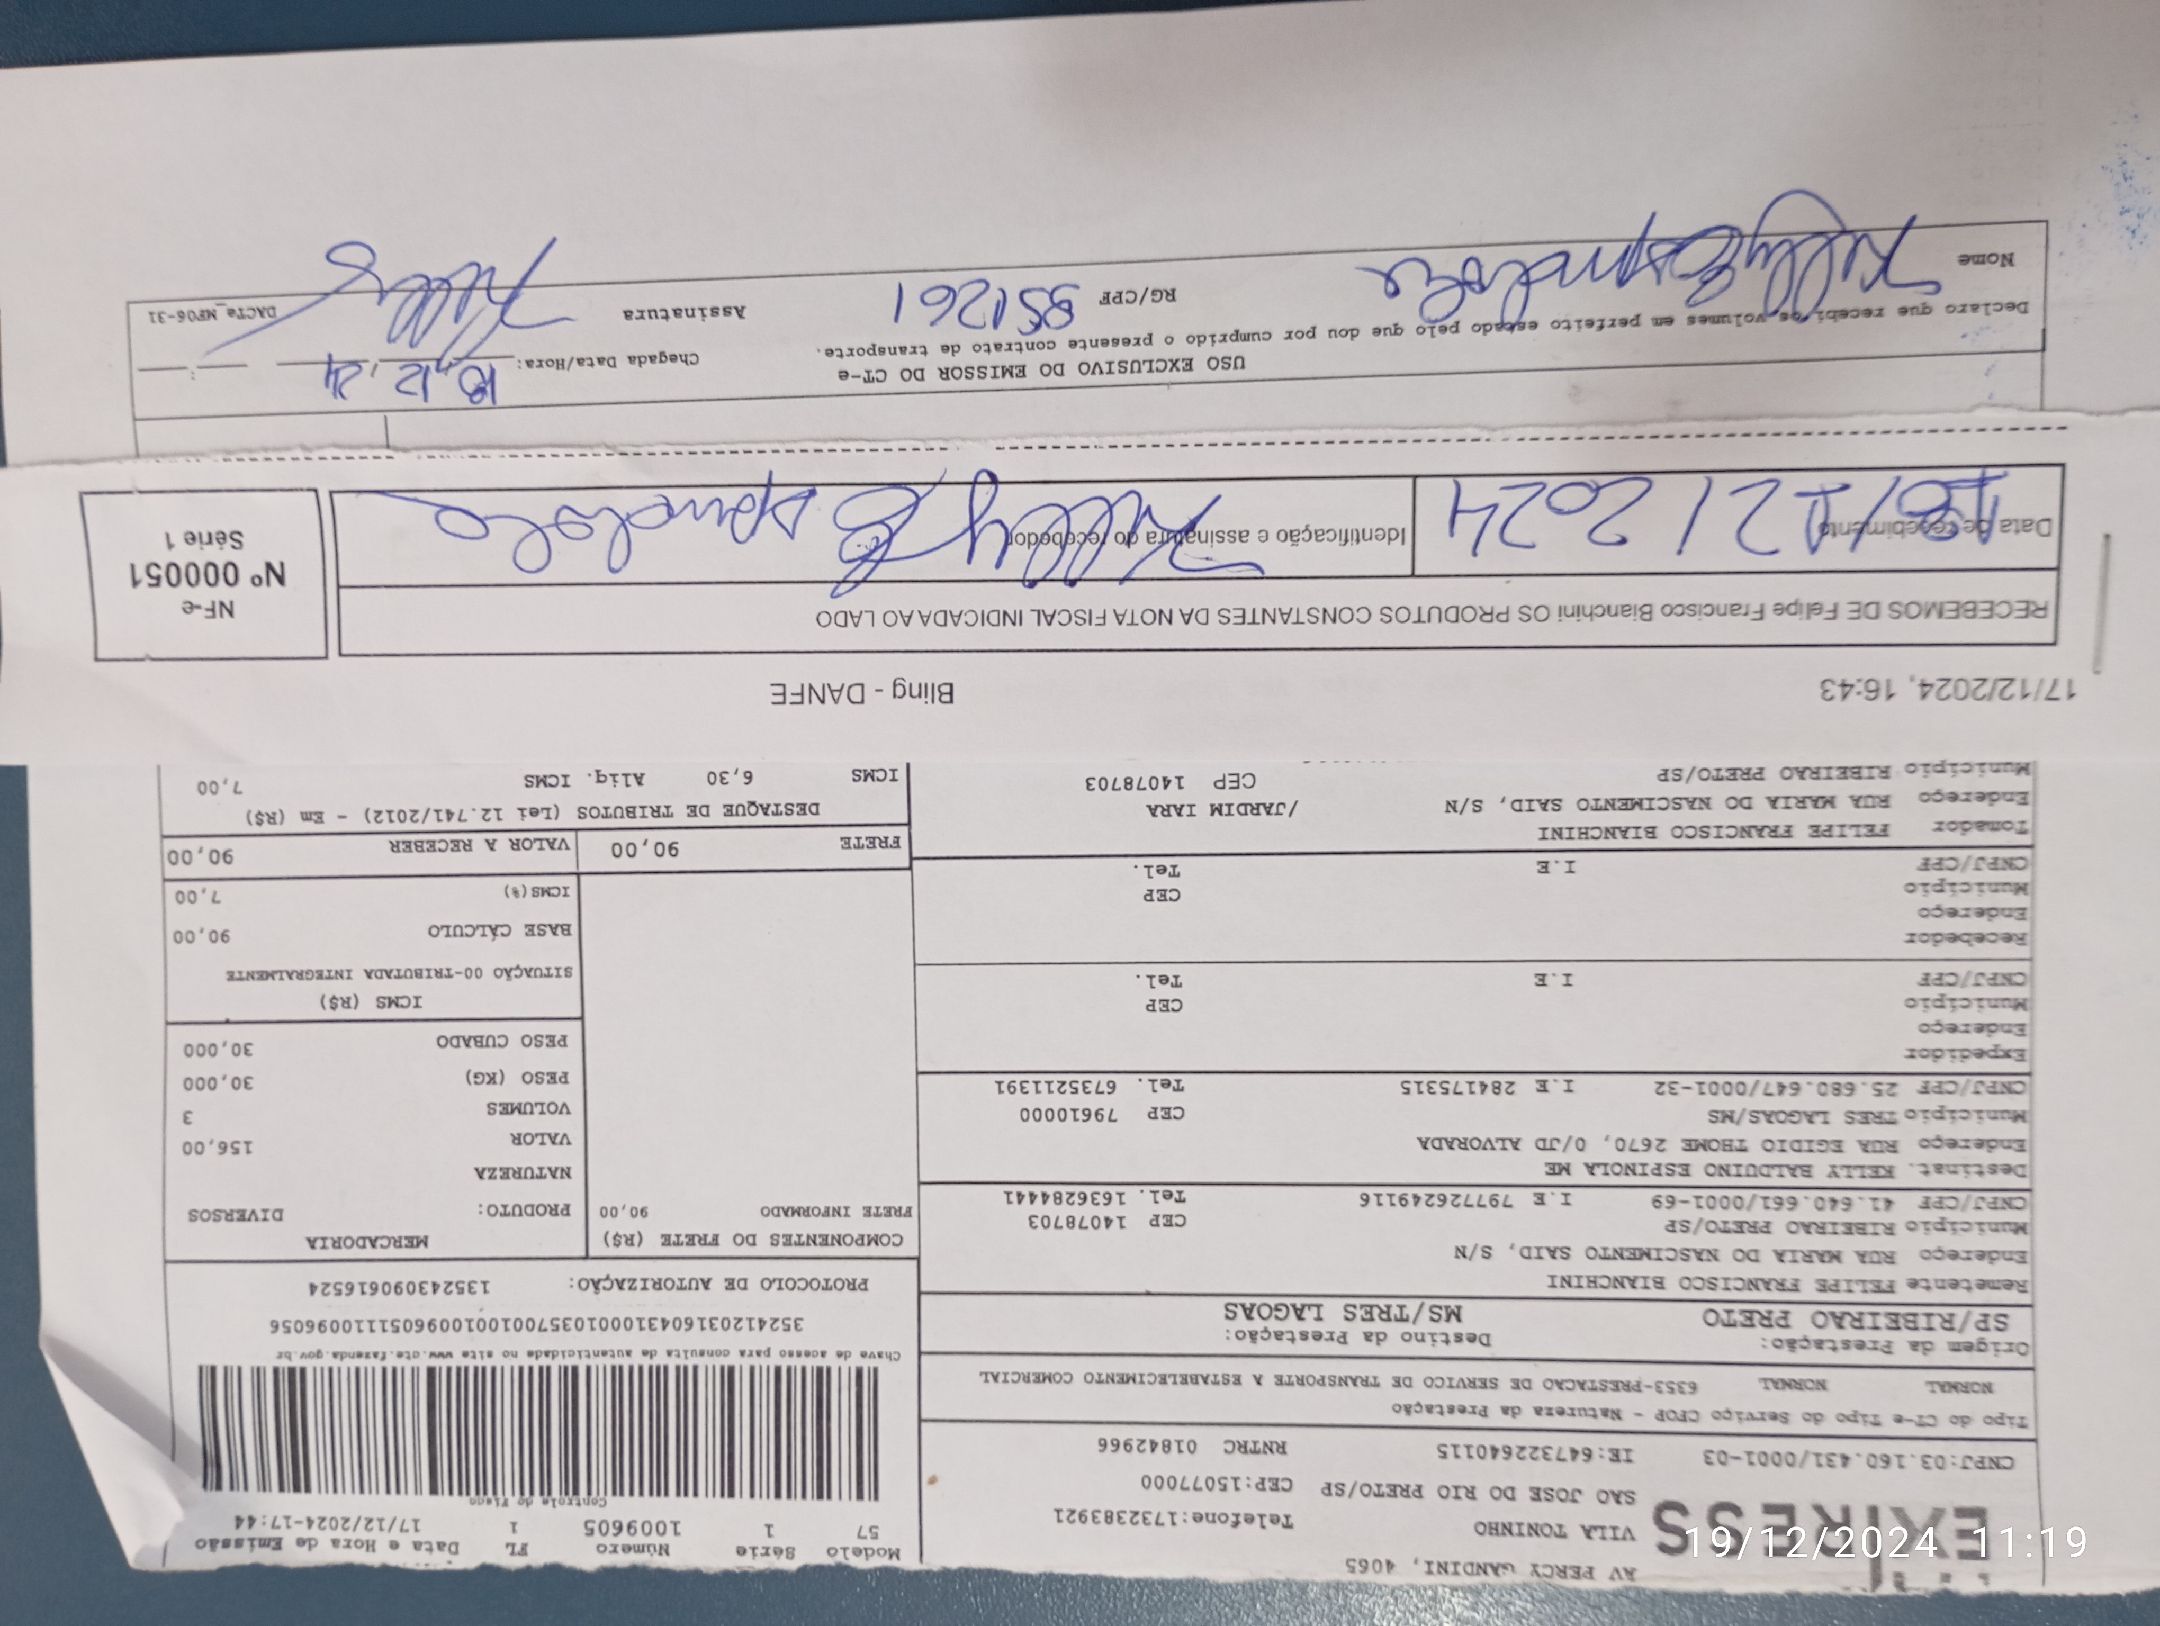 AV PERCY GANDINI, 4065
VILA TONINHO Telefone:1732383921
SAO JOSE DO RIO PRETO/SP CEP:15077000
CNPJ:03.160.431/0001-03 IE:647322640115 RNTRC 01842966
Modelo Série Número FL Data e Hora de Emissão
57 1 1009605 1 17/12/2024-17:44
Controle do Fisco
Chave de acesso para consulta de autenticidade no site www.cte.fazenda.gov.br
35241203160431000103570010010096051110096056
PROTOCOLO DE AUTORIZAÇÃO: 135243090616524
Tipo do CT-e Tipo do Serviço CFOP - Natureza da Prestação
NORMAL NORMAL 6353-PRESTACAO DE SERVICO DE TRANSPORTE A ESTABELECIMENTO COMERCIAL
Origem da Prestação: Destino da Prestação:
SP/RIBEIRAO PRETO MS/TRES LAGOAS
Remetente FELIPE FRANCISCO BIANCHINI
Endereço RUA MARIA DO NASCIMENTO SAID, S/N
Município RIBEIRAO PRETO/SP CEP 14078703
CNPJ/CPF 41.640.661/0001-69 I.E 797726249116 Tel. 1636284441
Destinat. KELLY BALDUINO ESPINOLA ME
Endereço RUA EGIDIO THOME 2670, 0/JD ALVORADA
Município TRES LAGOAS/MS CEP 79610000
CNPJ/CPF 25.680.647/0001-32 I.E 284175315 Tel. 6735211391
Expedidor
Endereço
Município CEP
CNPJ/CPF I.E Tel.
Recebedor
Endereço
Município CEP
CNPJ/CPF I.E Tel.
Tomador FELIPE FRANCISCO BIANCHINI
Endereço RUA MARIA DO NASCIMENTO SAID, S/N /JARDIM IARA
Município RIBEIRAO PRETO/SP CEP 14078703
COMPONENTES DO FRETE (R$)
FRETE INFORMADO 90,00
MERCADORIA
PRODUTO: DIVERSOS
NATUREZA
VALOR 156,00
VOLUMES 3
PESO (KG) 30,000
PESO CUBADO 30,000
ICMS (R$)
SITUAÇÃO 00-TRIBUTADA INTEGRALMENTE
BASE CÁLCULO 90,00
ICMS(%) 7,00
FRETE 90,00 VALOR A RECEBER 90,00
DESTAQUE DE TRIBUTOS (Lei 12.741/2012) - Em (R$)
ICMS 6,30 Aliq. ICMS 7,00
17/12/2024, 16:43 Bling - DANFE
RECEBEMOS DE Felipe Francisco Bianchini OS PRODUTOS CONSTANTES DA NOTA FISCAL INDICADA AO LADO
Data de recebimento Identificação e assinatura do recebedor
18/12/2024 Kelly Espindola
NF-e
Nº 000051
Série 1
USO EXCLUSIVO DO EMISSOR DO CT-e
Chegada Data/Hora: 18,12,24 __:__
Declaro que recebi os volumes em perfeito estado pelo que dou por cumprido o presente contrato de transporte.
Nome Kelly Espindola RG/CPF 951261 Assinatura Kelly
DACTe MP06-31
19/12/2024 11:19